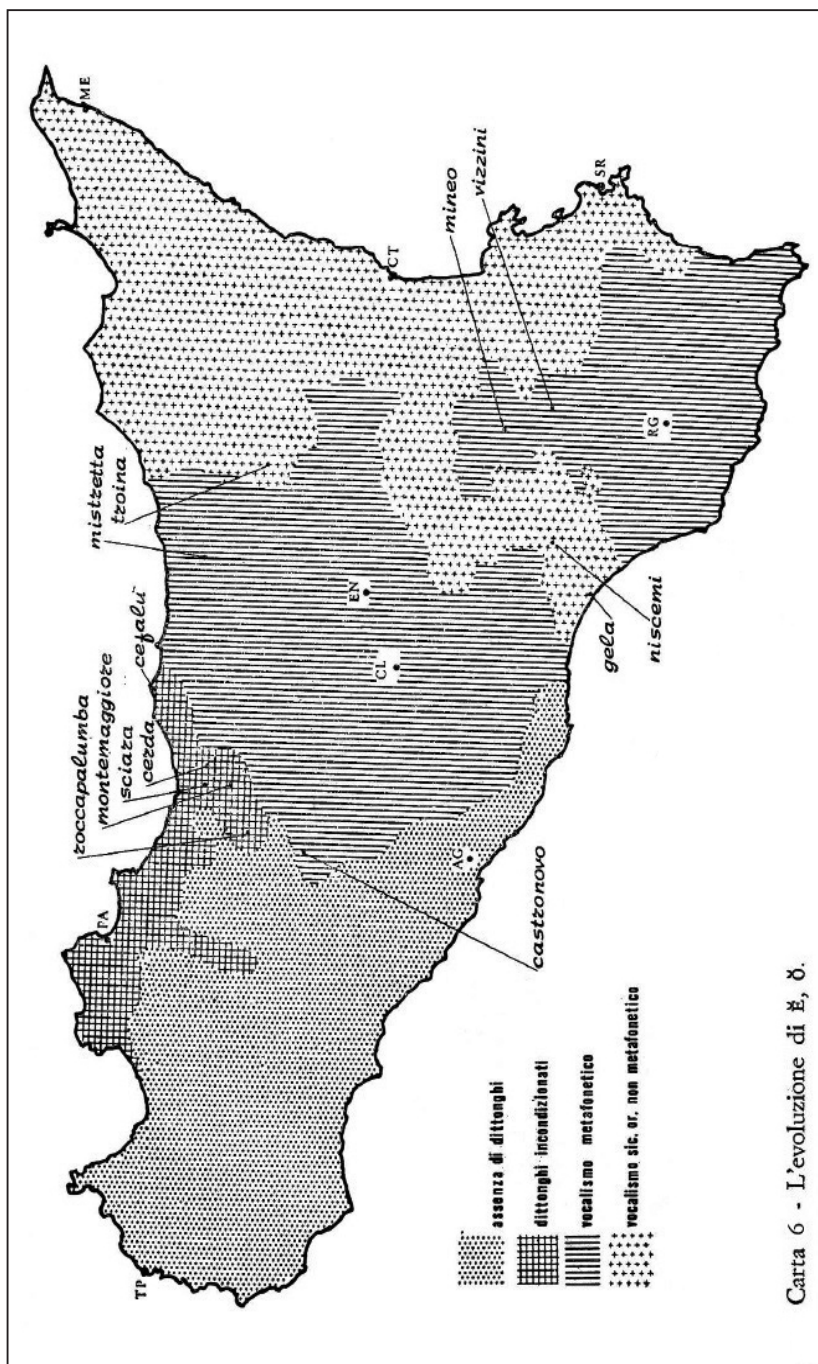 ME
mistretta
troina
cefalù
roccapalumba
montemaggiore
sciara
cerda
PA
TP
CT
mineo
vizzini
SR
EN
CL
RG
AG
gela
niscemi
castronovo
assenza di dittonghi
dittonghi incondizionati
vocalismo metafonetico
vocalismo sic. or. non metafonetico
Carta 6 - L'evoluzione di Ĕ, Ŏ.